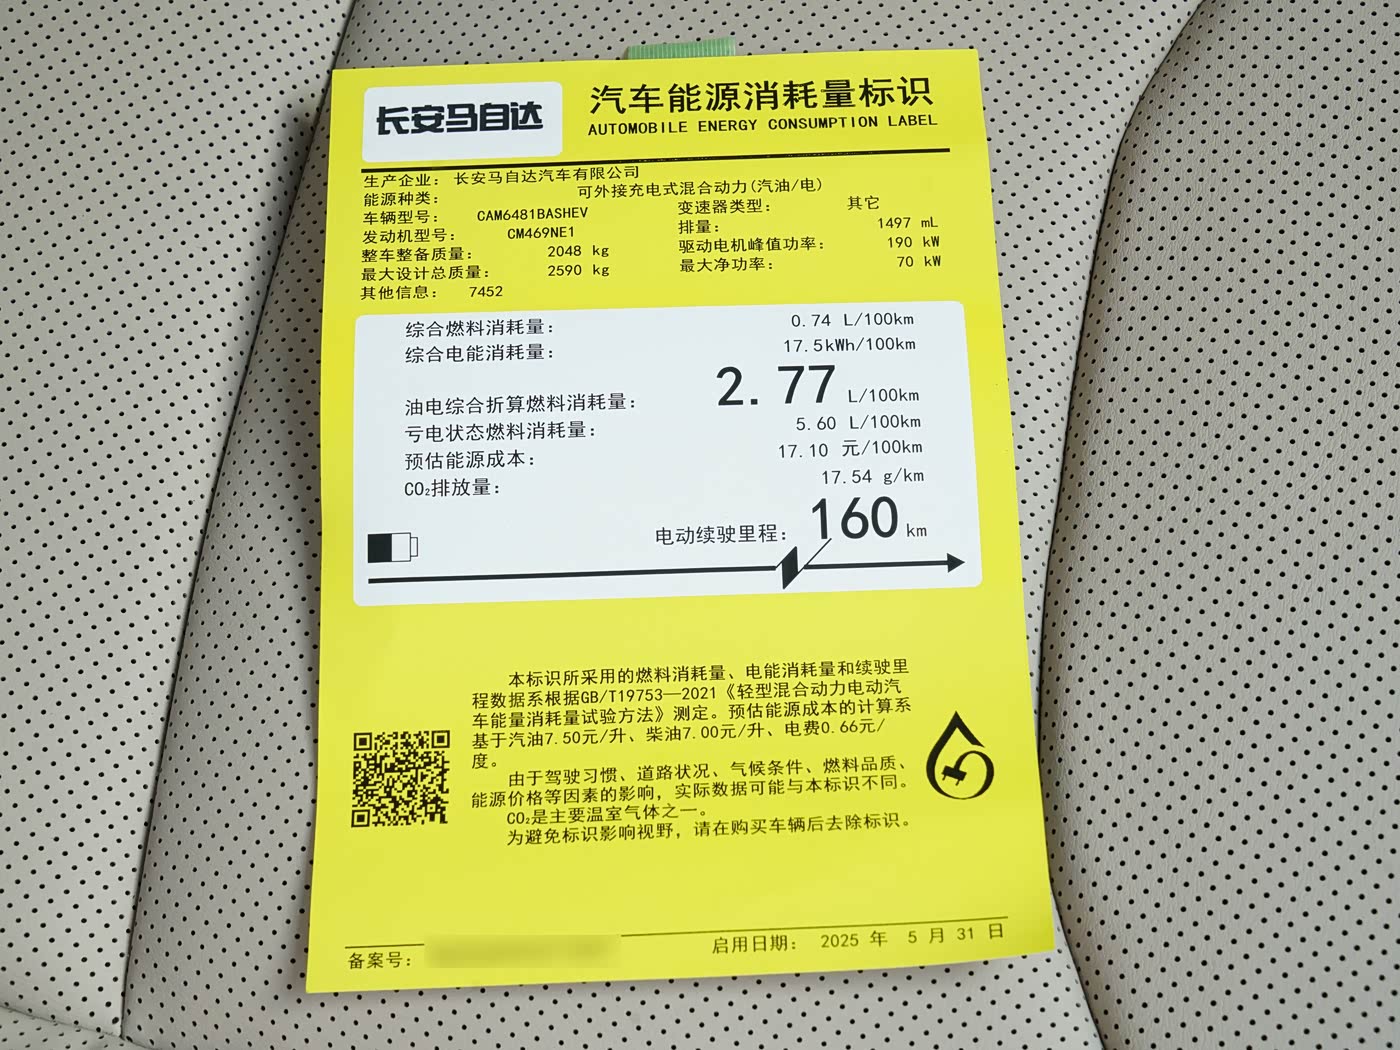 长安马自达
汽车能源消耗量标识
AUTOMOBILE ENERGY CONSUMPTION LABEL
生产企业： 长安马自达汽车有限公司
能源种类： 可外接充电式混合动力(汽油/电)
车辆型号： CAM6481BASHEV 变速器类型： 其它
发动机型号： CM469NE1 排量： 1497 mL
整车整备质量： 2048 kg 驱动电机峰值功率： 190 kW
最大设计总质量： 2590 kg 最大净功率： 70 kW
其他信息： 7452
综合燃料消耗量： 0.74 L/100km
综合电能消耗量： 17.5kWh/100km
油电综合折算燃料消耗量： 2.77 L/100km
亏电状态燃料消耗量： 5.60 L/100km
预估能源成本： 17.10 元/100km
CO₂排放量： 17.54 g/km
电动续驶里程： 160 km
本标识所采用的燃料消耗量、电能消耗量和续驶里
程数据系根据GB/T19753—2021《轻型混合动力电动汽
车能量消耗量试验方法》测定。预估能源成本的计算系
基于汽油7.50元/升、柴油7.00元/升、电费0.66元/
度。
由于驾驶习惯、道路状况、气候条件、燃料品质、
能源价格等因素的影响，实际数据可能与本标识不同。
CO₂是主要温室气体之一。
为避免标识影响视野，请在购买车辆后去除标识。
备案号： 启用日期： 2025 年 5 月 31 日